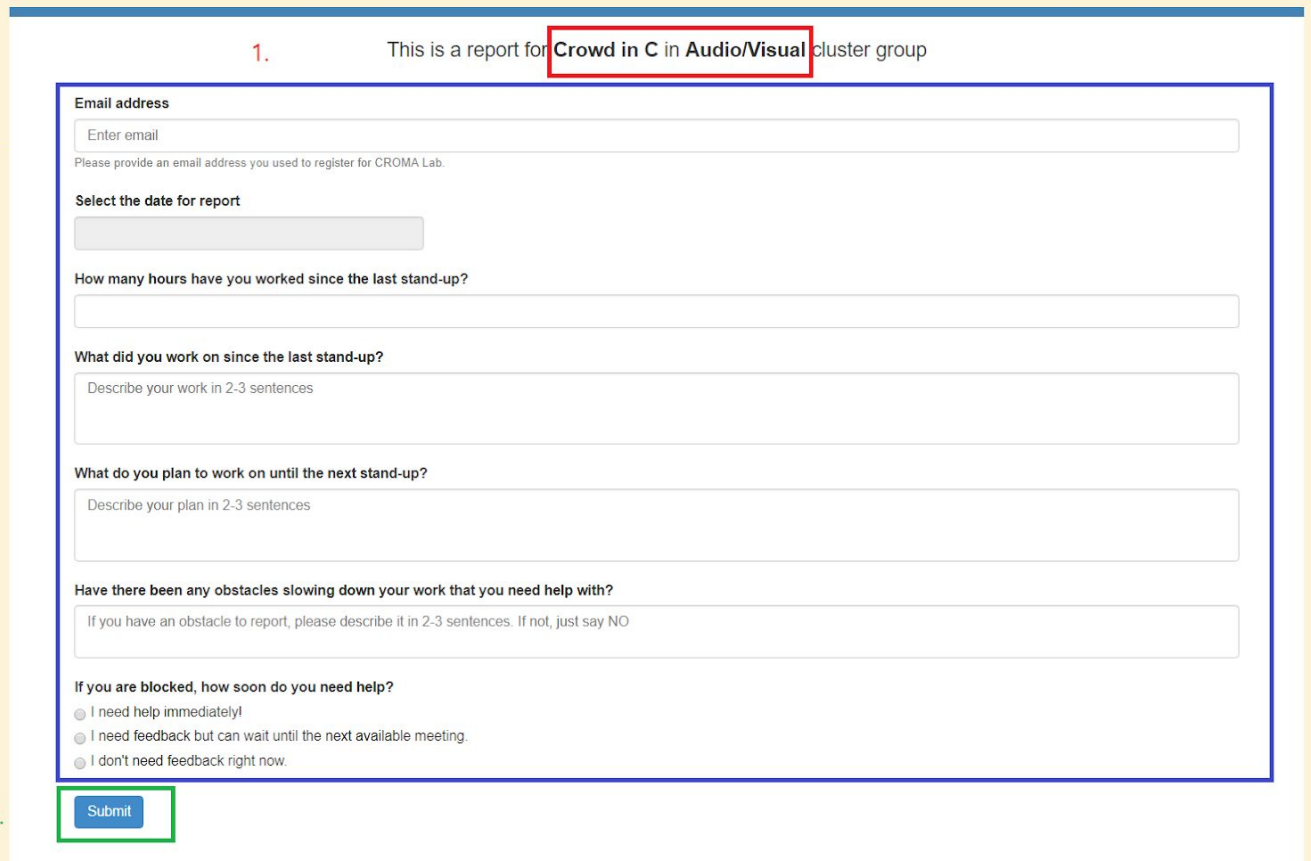 1.
This is a report for Crowd in C in Audio/Visual cluster group
Email address
Enter email
Please provide an email address you used to register for CROMA Lab.
Select the date for report
How many hours have you worked since the last stand-up?
What did you work on since the last stand-up?
Describe your work in 2-3 sentences
What do you plan to work on until the next stand-up?
Describe your plan in 2-3 sentences
Have there been any obstacles slowing down your work that you need help with?
If you have an obstacle to report, please describe it in 2-3 sentences. If not, just say NO
If you are blocked, how soon do you need help?
I need help immediately!
I need feedback but can wait until the next available meeting.
I don't need feedback right now.
Submit